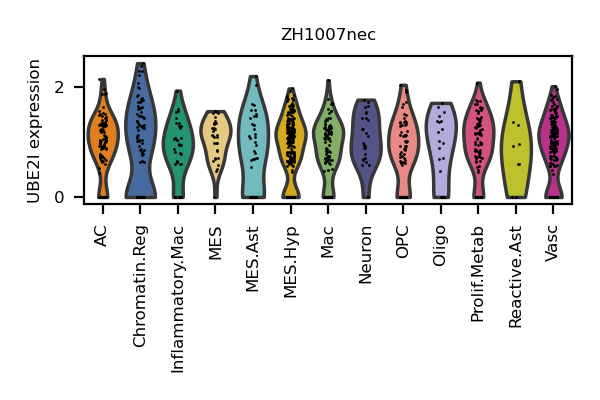 ZH1007nec
UBE2I expression
2
0
AC
Chromatin.Reg
Inflammatory.Mac
MES
MES.Ast
MES.Hyp
Mac
Neuron
OPC
Oligo
Prolif.Metab
Reactive.Ast
Vasc